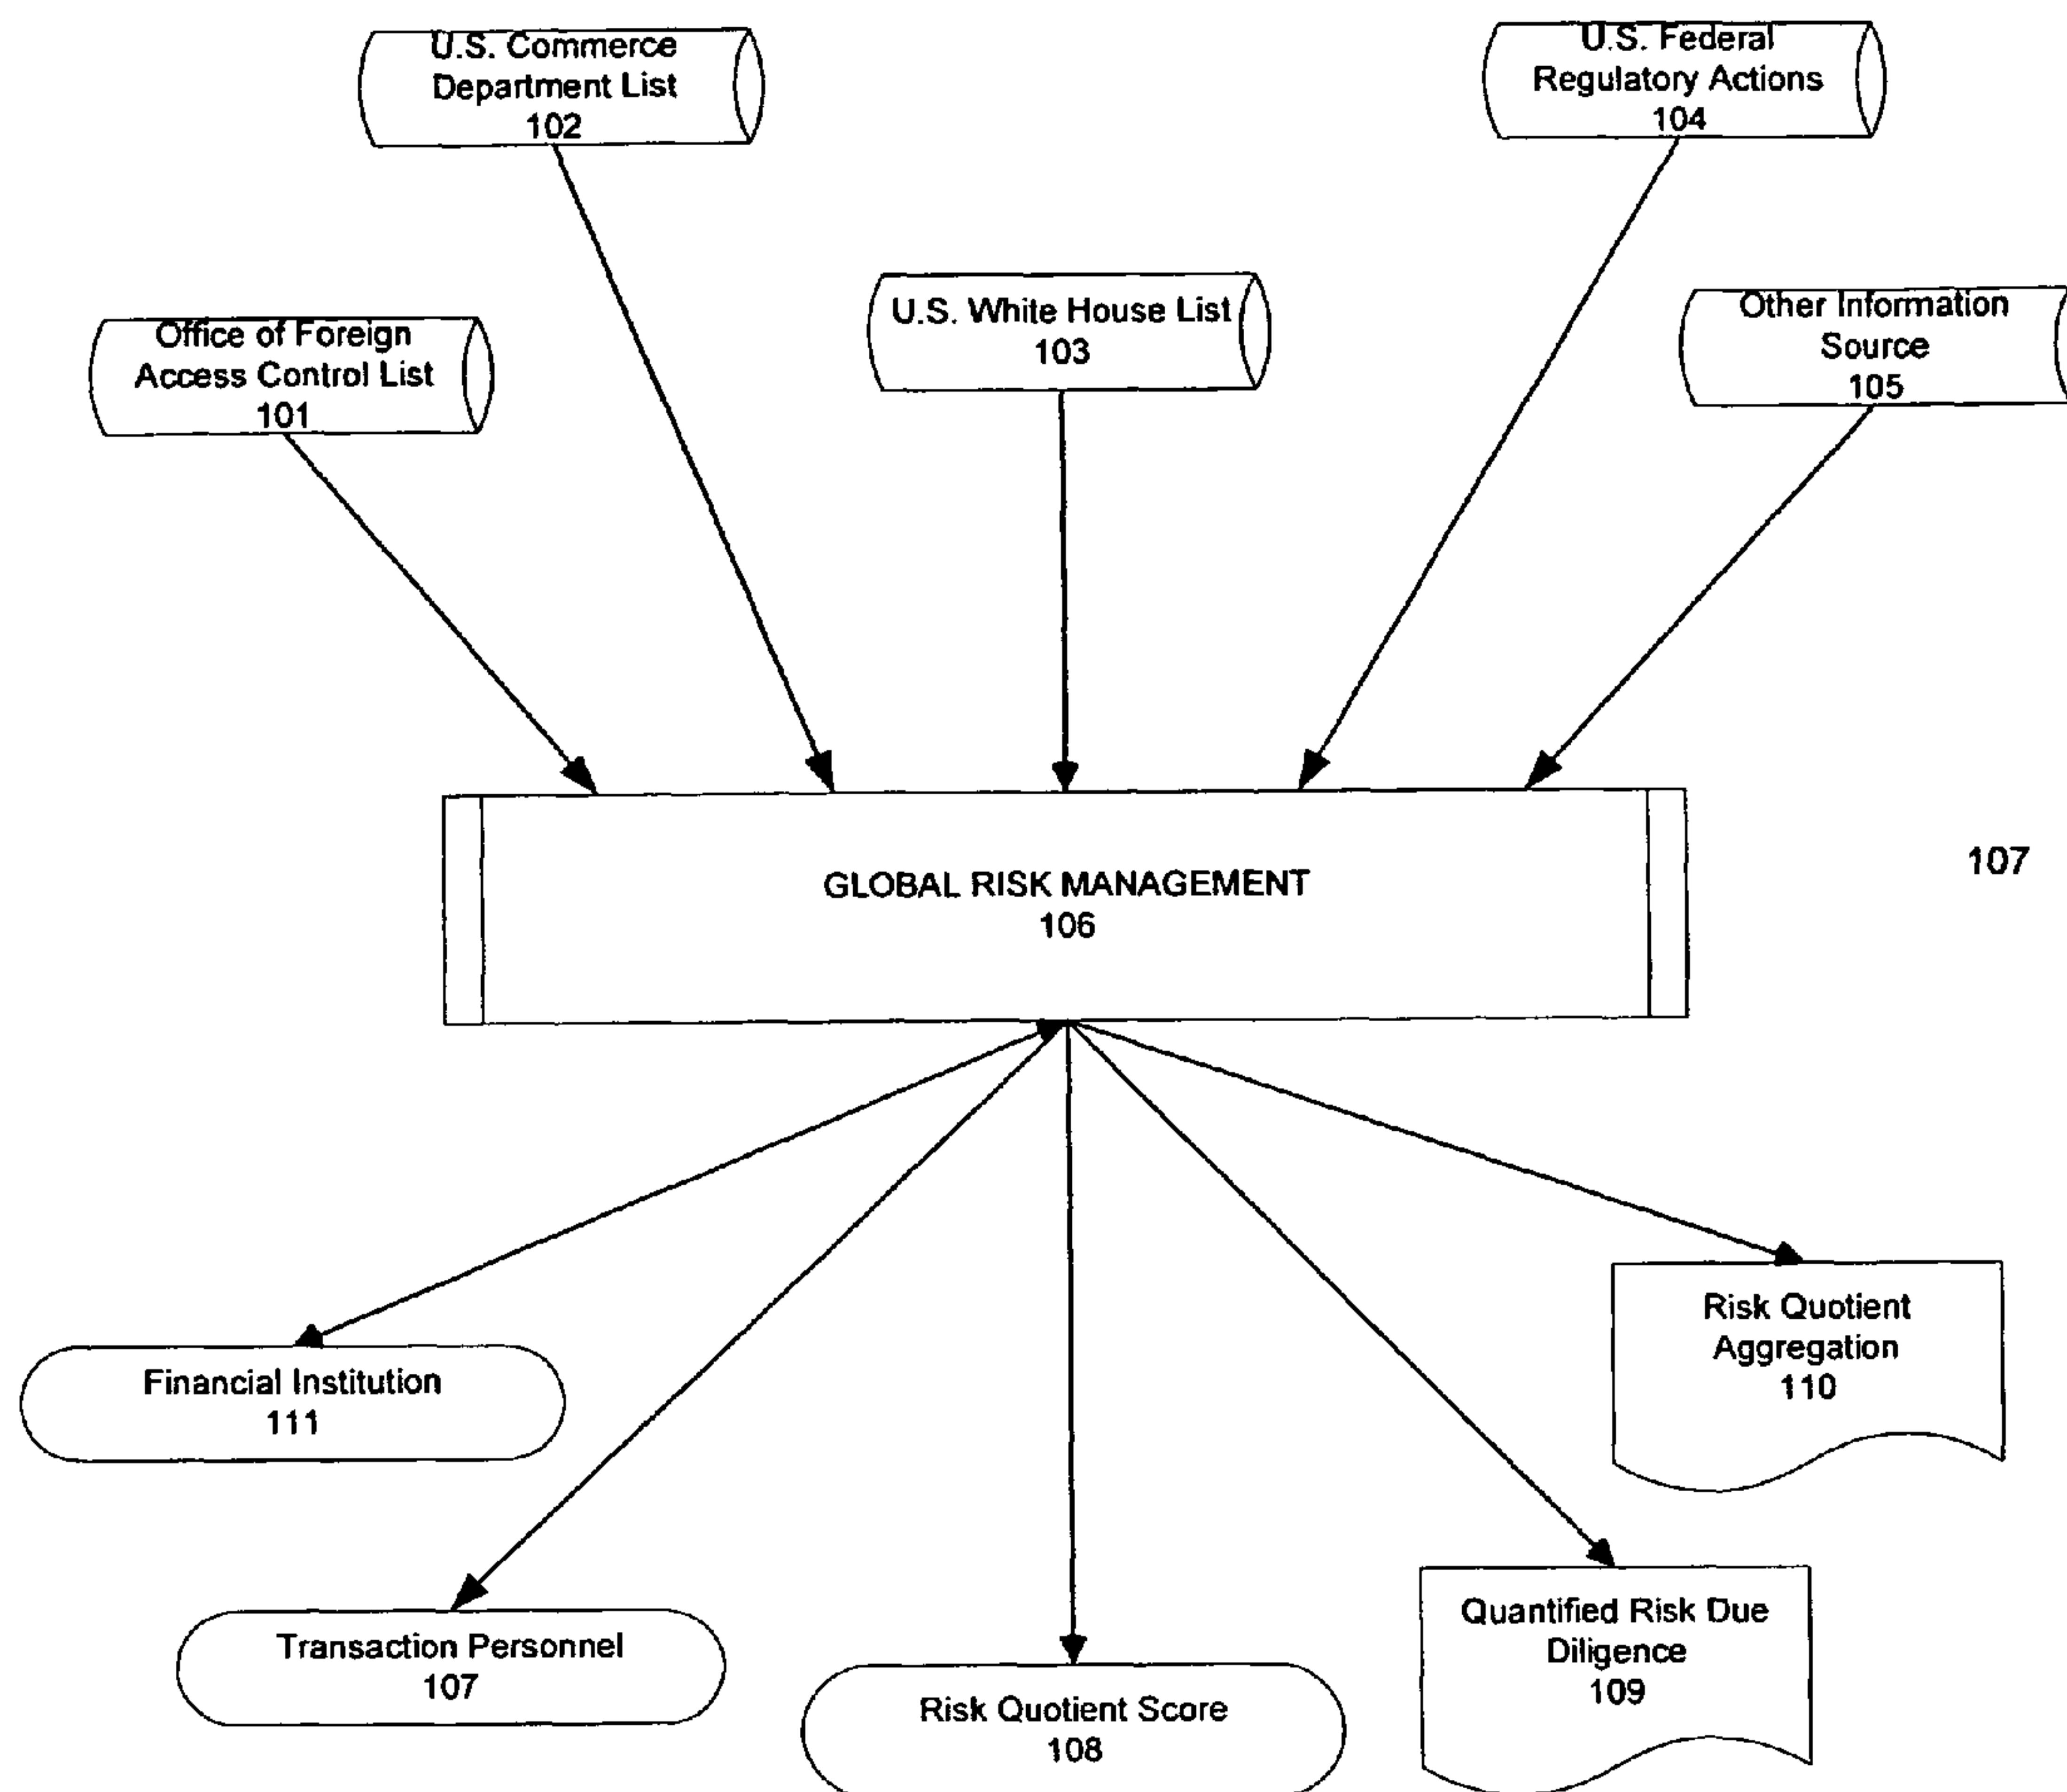 U.S. Commerce
Department List
102
U.S. Federal
Regulatory Actions
104
Office of Foreign
Access Control List
101
U.S. White House List
103
Other Information
Source
105
GLOBAL RISK MANAGEMENT
106
107
Financial Institution
111
Transaction Personnel
107
Risk Quotient Score
108
Quantified Risk Due
Diligence
109
Risk Quotient
Aggregation
110